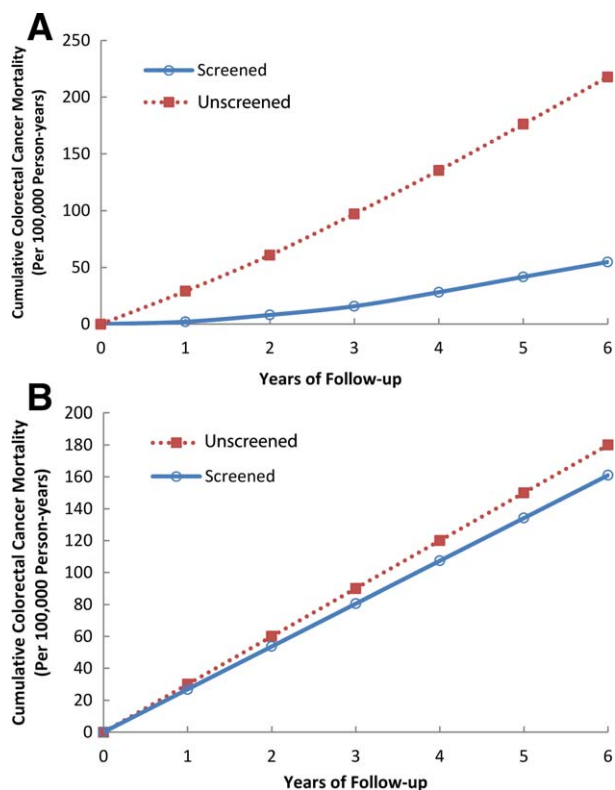 A
250
200
150
100
50
0
Cumulative Colorectal Cancer Mortality
(Per 100,000 Person-years)
Screened
Unscreened
0 1 2 3 4 5 6
Years of Follow-up
B
200
180
160
140
120
100
80
60
40
20
0
Cumulative Colorectal Cancer Mortality
(Per 100,000 Person-years)
Unscreened
Screened
0 1 2 3 4 5 6
Years of Follow-up